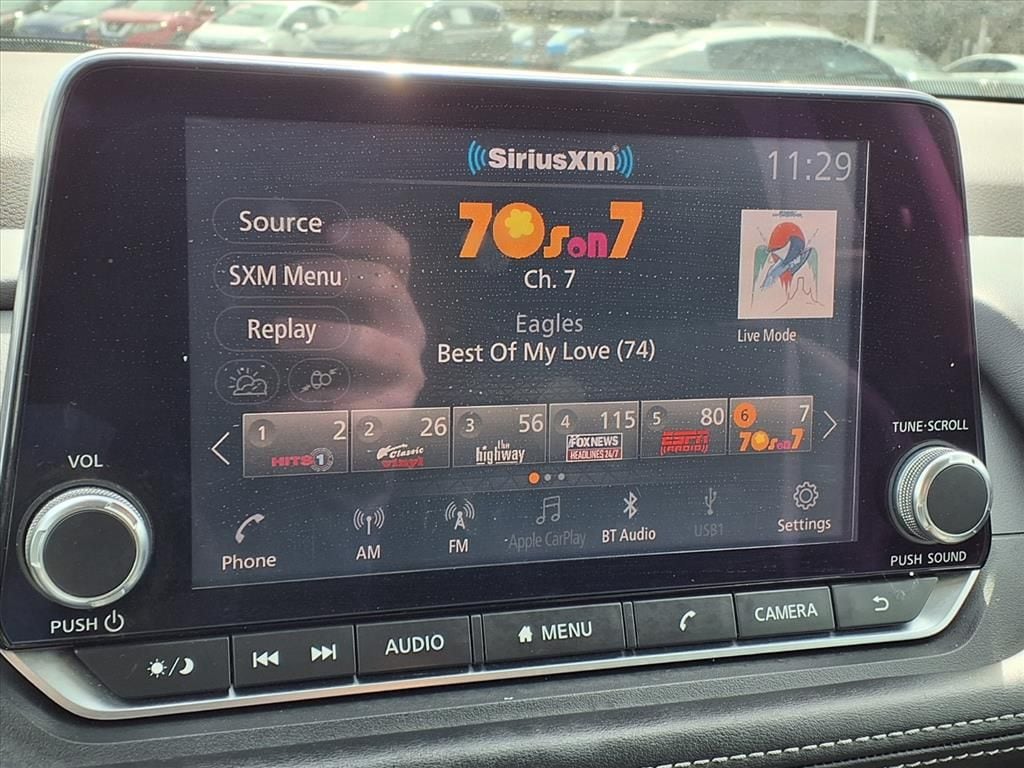 SiriusXM
11:29
Source
70s on 7
SXM Menu
Ch. 7
Replay
Eagles
Live Mode
Best Of My Love (74)
1 2 HITS 1
2 26 Classic vinyl
3 56 the highway
4 115 FOX NEWS HEADLINES 24/7
5 80 ESPN RADIO
6 7 70s on 7
Phone
AM
FM
Apple CarPlay
BT Audio
USB1
Settings
VOL
PUSH
TUNE·SCROLL
PUSH SOUND
AUDIO
MENU
CAMERA